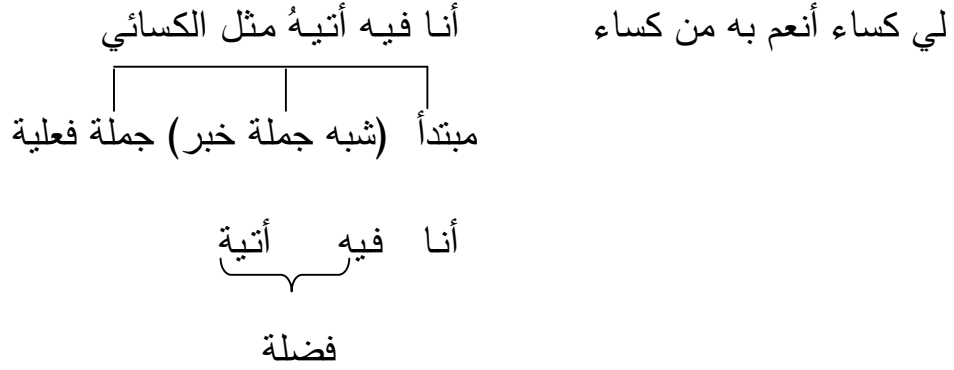 لي كساء أنعم به من كساء أنا فيه أتيهُ مثل الكسائي
مبتدأ (شبه جملة خبر) جملة فعلية
أنا فيه أتية
فضلة